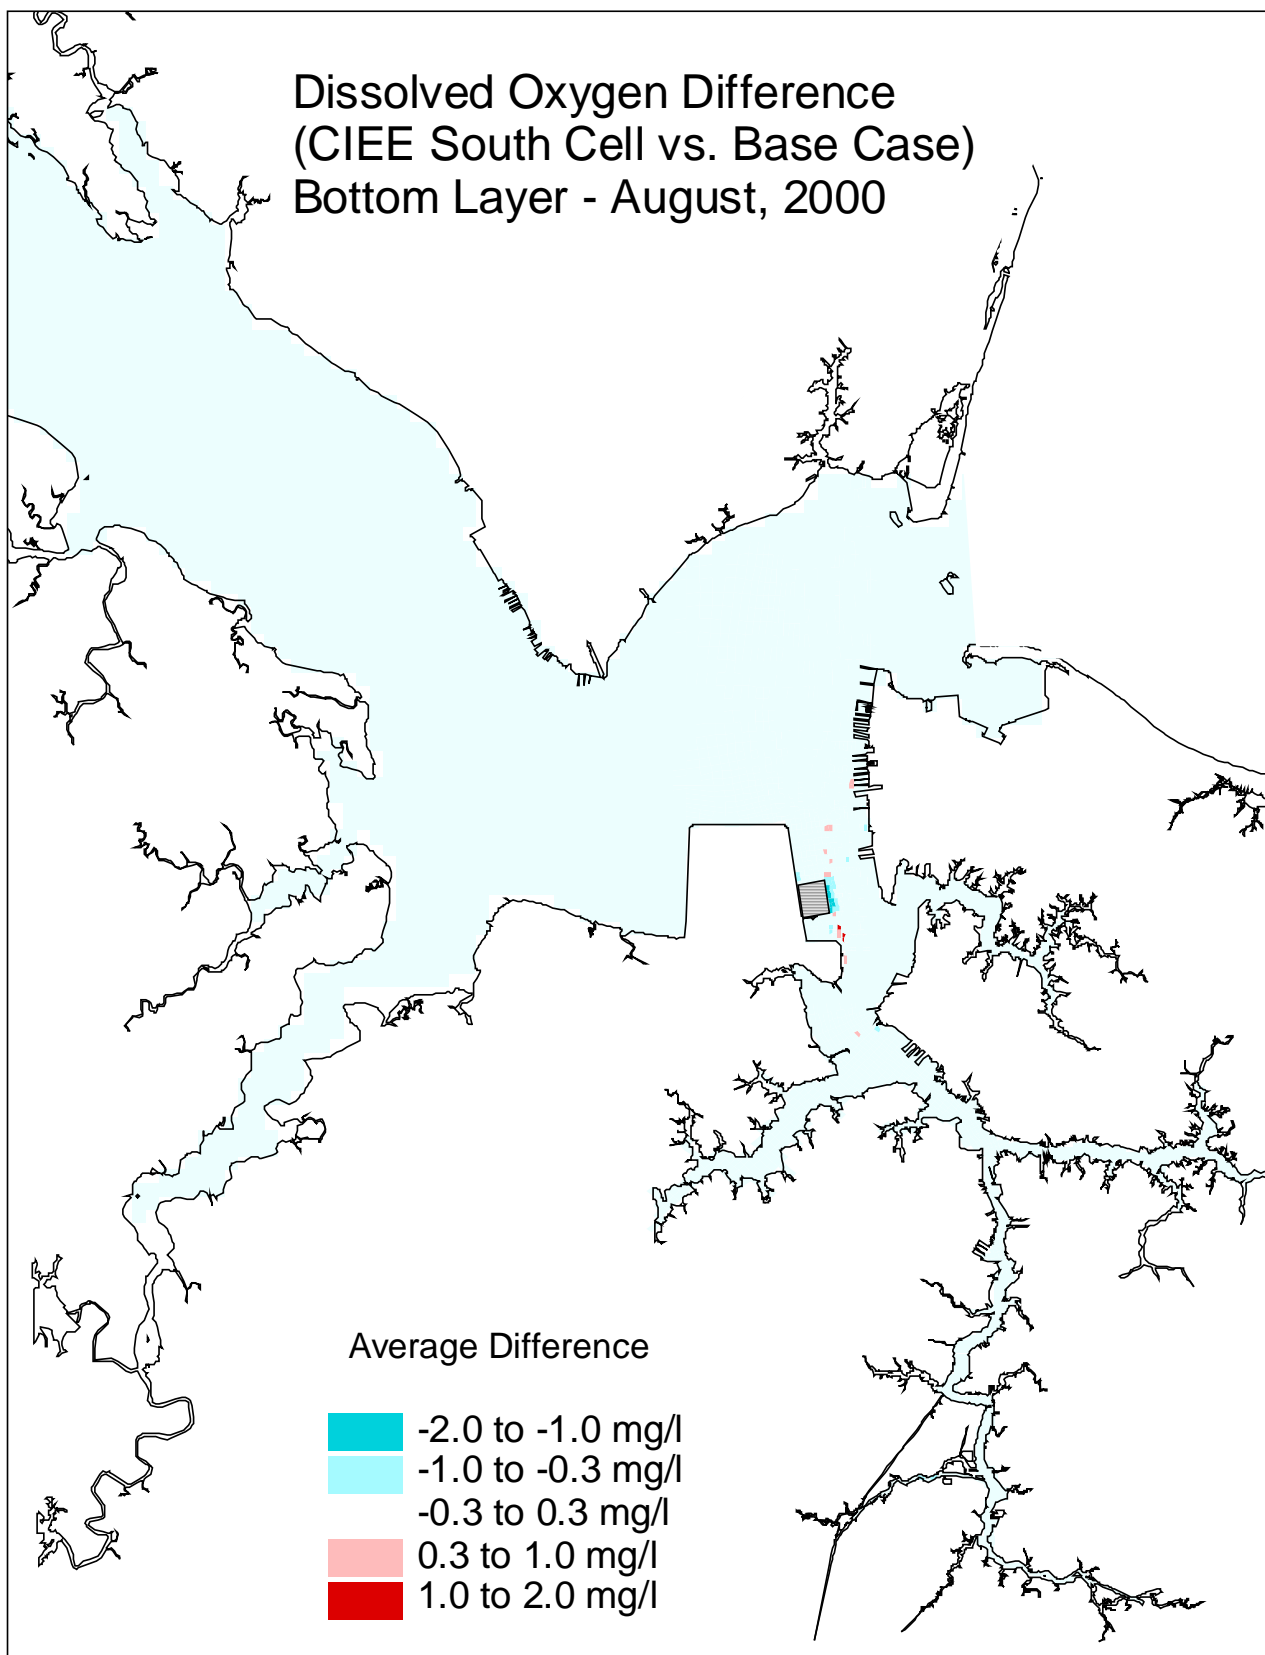 Dissolved Oxygen Difference
(CIEE South Cell vs. Base Case)
Bottom Layer - August, 2000
Average Difference
-2.0 to -1.0 mg/l
-1.0 to -0.3 mg/l
-0.3 to 0.3 mg/l
0.3 to 1.0 mg/l
1.0 to 2.0 mg/l